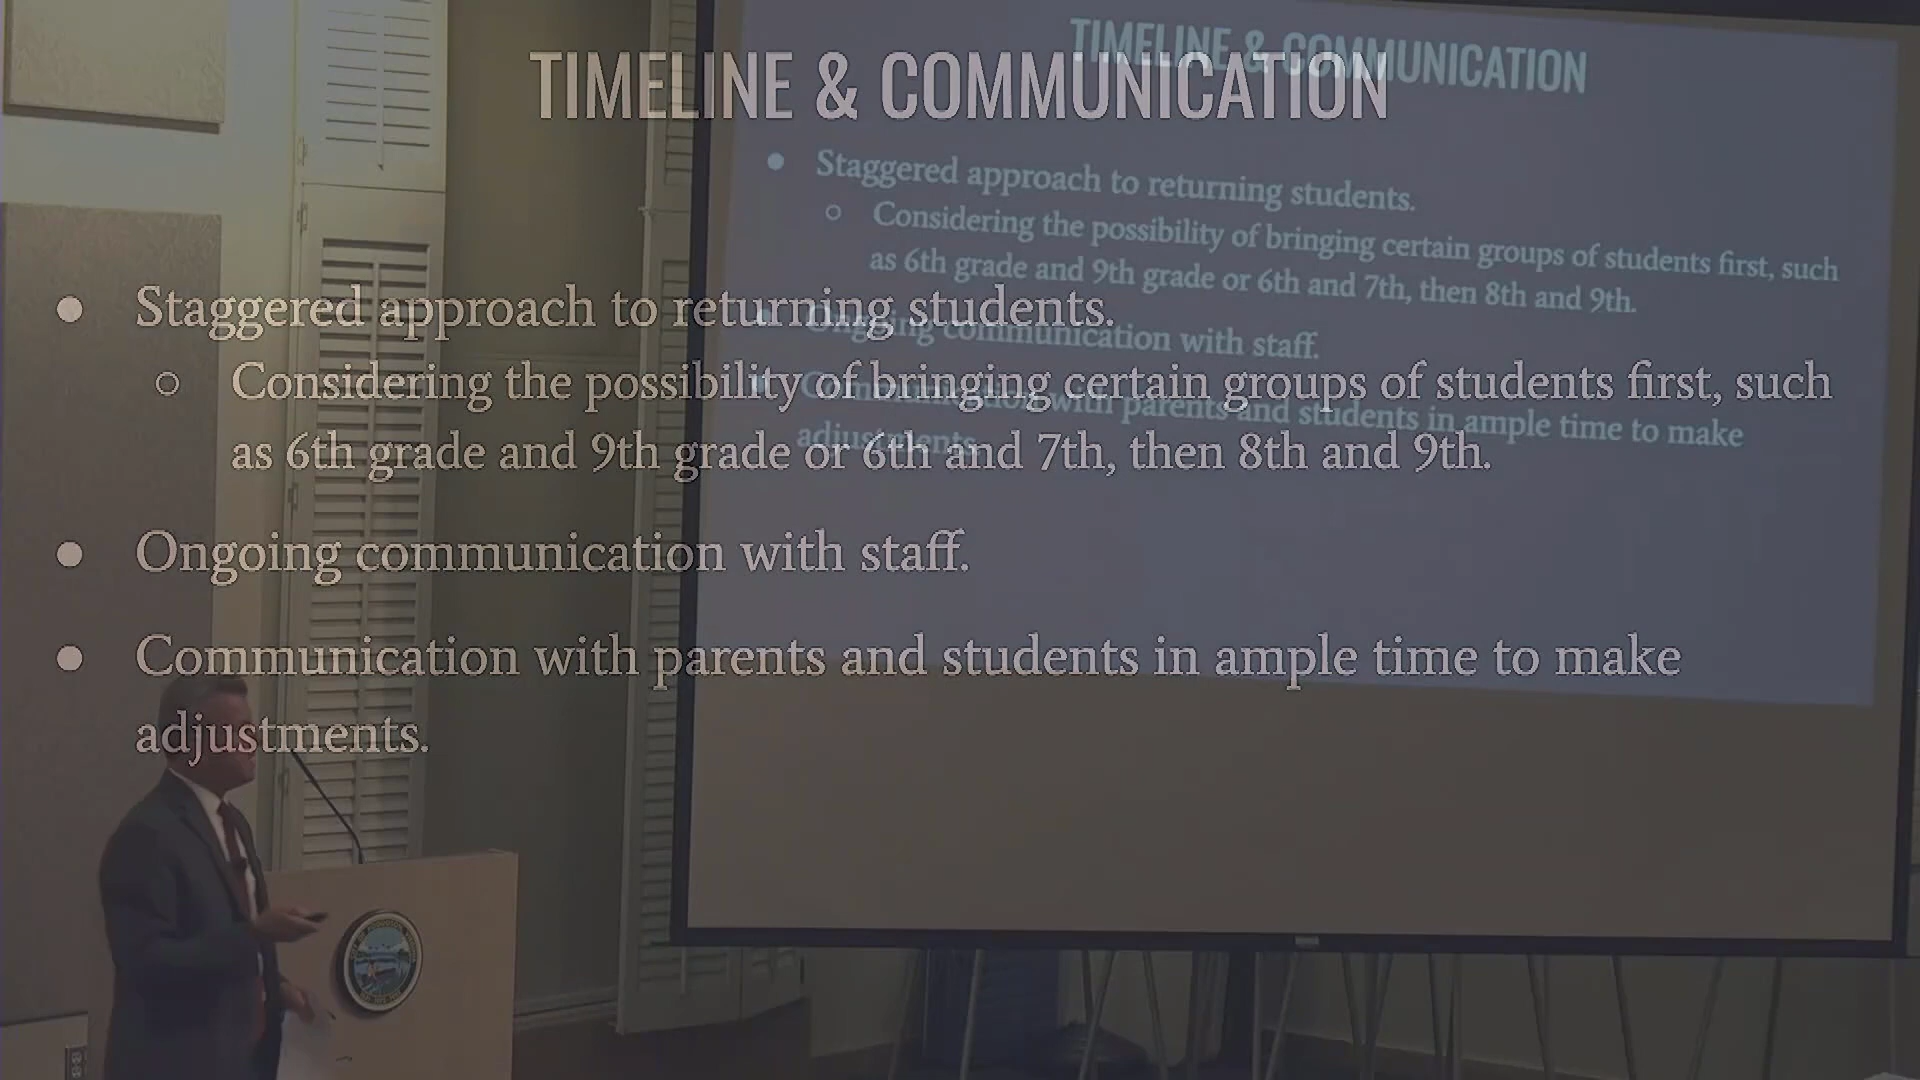 TIMELINE & COMMUNICATION
● Staggered approach to returning students.
○ Considering the possibility of bringing certain groups of students first, such
as 6th grade and 9th grade or 6th and 7th, then 8th and 9th.
● Ongoing communication with staff.
● Communication with parents and students in ample time to make
adjustments.
TIMELINE & COMMUNICATION
● Staggered approach to returning students.
○ Considering the possibility of bringing certain groups of students first, such
as 6th grade and 9th grade or 6th and 7th, then 8th and 9th.
● Ongoing communication with staff.
● Communication with parents and students in ample time to make
adjustments.